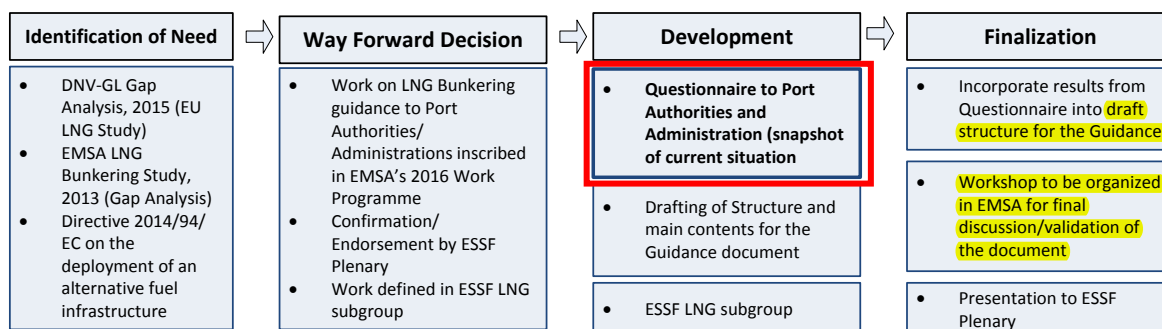 Identification of Need
DNV-GL Gap
Analysis, 2015 (EU
LNG Study)
EMSA LNG
Bunkering Study,
2013 (Gap Analysis)
Directive 2014/94/
EC on the
deployment of an
alternative fuel
infrastructure
Way Forward Decision
Work on LNG Bunkering
guidance to Port
Authorities/
Administrations inscribed
in EMSA's 2016 Work
Programme
Confirmation/
Endorsement by ESSF
Plenary
Work defined in ESSF LNG
subgroup
Development
Questionnaire to Port
Authorities and
Administration (snapshot
of current situation
Drafting of Structure and
main contents for the
Guidance document
ESSF LNG subgroup
Finalization
Incorporate results from
Questionnaire into draft
structure for the Guidance
Workshop to be organized
in EMSA for final
discussion/validation of
the document
Presentation to ESSF
Plenary